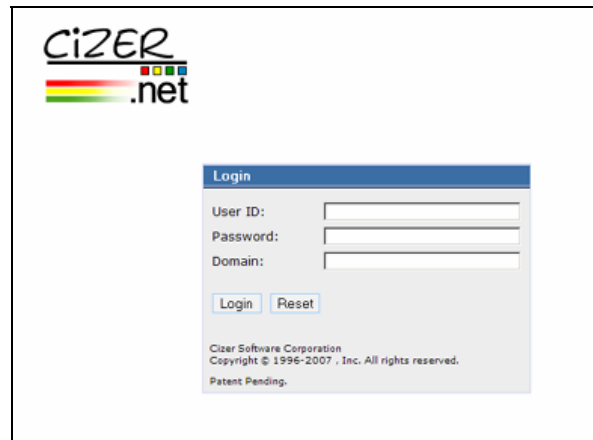 CiZER
.net
Login
User ID:
Password:
Domain:
Login Reset
Cizer Software Corporation
Copyright © 1996-2007 , Inc. All rights reserved.
Patent Pending.